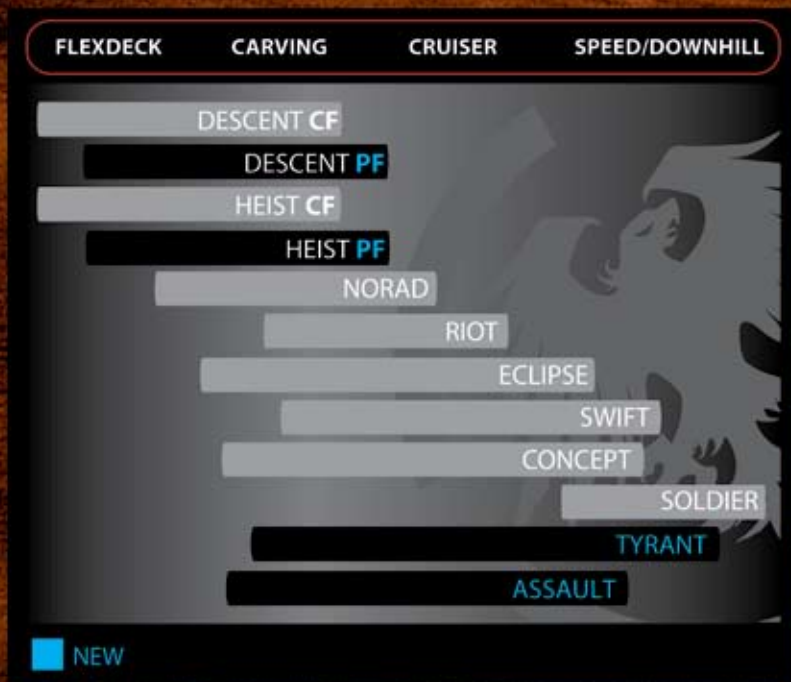 FLEXDECK CARVING CRUISER SPEED/DOWNHILL
DESCENT CF
DESCENT PF
HEIST CF
HEIST PF
NORAD
RIOT
ECLIPSE
SWIFT
CONCEPT
SOLDIER
TYRANT
ASSAULT
NEW